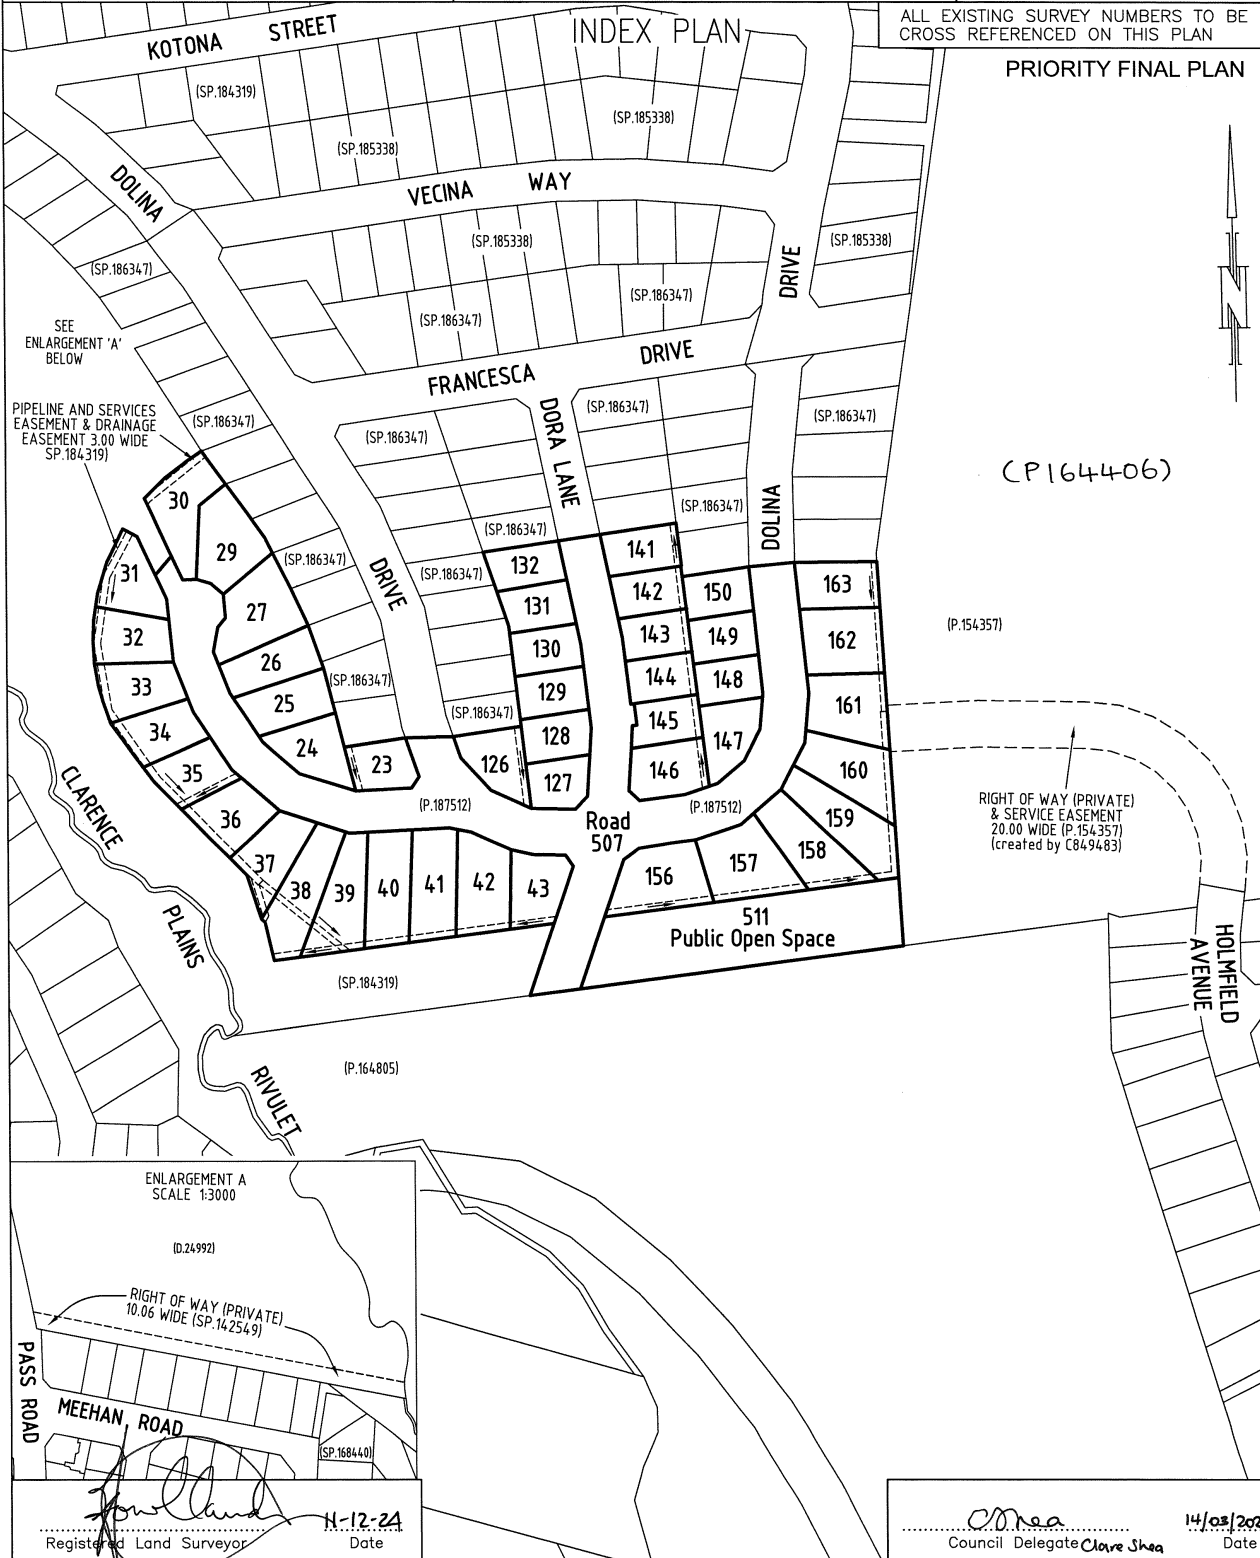 INDEX PLAN
ALL EXISTING SURVEY NUMBERS TO BE
CROSS REFERENCED ON THIS PLAN
PRIORITY FINAL PLAN
KOTONA STREET
(SP.184319)
(SP.185338)
(SP.185338)
DOLINA
VECINA WAY
(SP.186347)
(SP.185338)
(SP.185338)
DRIVE
(SP.186347)
(SP.186347)
SEE
ENLARGEMENT 'A'
BELOW
FRANCESCA DRIVE
PIPELINE AND SERVICES
EASEMENT & DRAINAGE
EASEMENT 3.00 WIDE
SP.184319)
(SP.186347)
(SP.186347)
DORA LANE
(SP.186347)
(SP.186347)
(P164406)
30
29
31
(SP.186347)
DRIVE
(SP.186347)
(SP.186347)
(SP.186347)
DOLINA
132
141
131
142
150
163
27
32
130
143
149
162
(P.154357)
26
33
(SP.186347)
129
144
148
25
34
(SP.186347)
128
145
161
24
23
126
147
35
127
146
160
36
(P.187512)
(P.187512)
Road
507
159
RIGHT OF WAY (PRIVATE)
& SERVICE EASEMENT
20.00 WIDE (P.154357)
(created by C849483)
CLARENCE
PLAINS
RIVULET
37
38
39
40
41
42
43
156
157
158
511
Public Open Space
HOLMFIELD
AVENUE
(SP.184319)
(P.164805)
ENLARGEMENT A
SCALE 1:3000
(D.24992)
RIGHT OF WAY (PRIVATE)
10.06 WIDE (SP.142549)
PASS ROAD
MEEHAN ROAD
(SP.168440)
11-12-24
Registered Land Surveyor Date
14/03/202
Council Delegate Clare Shea Date